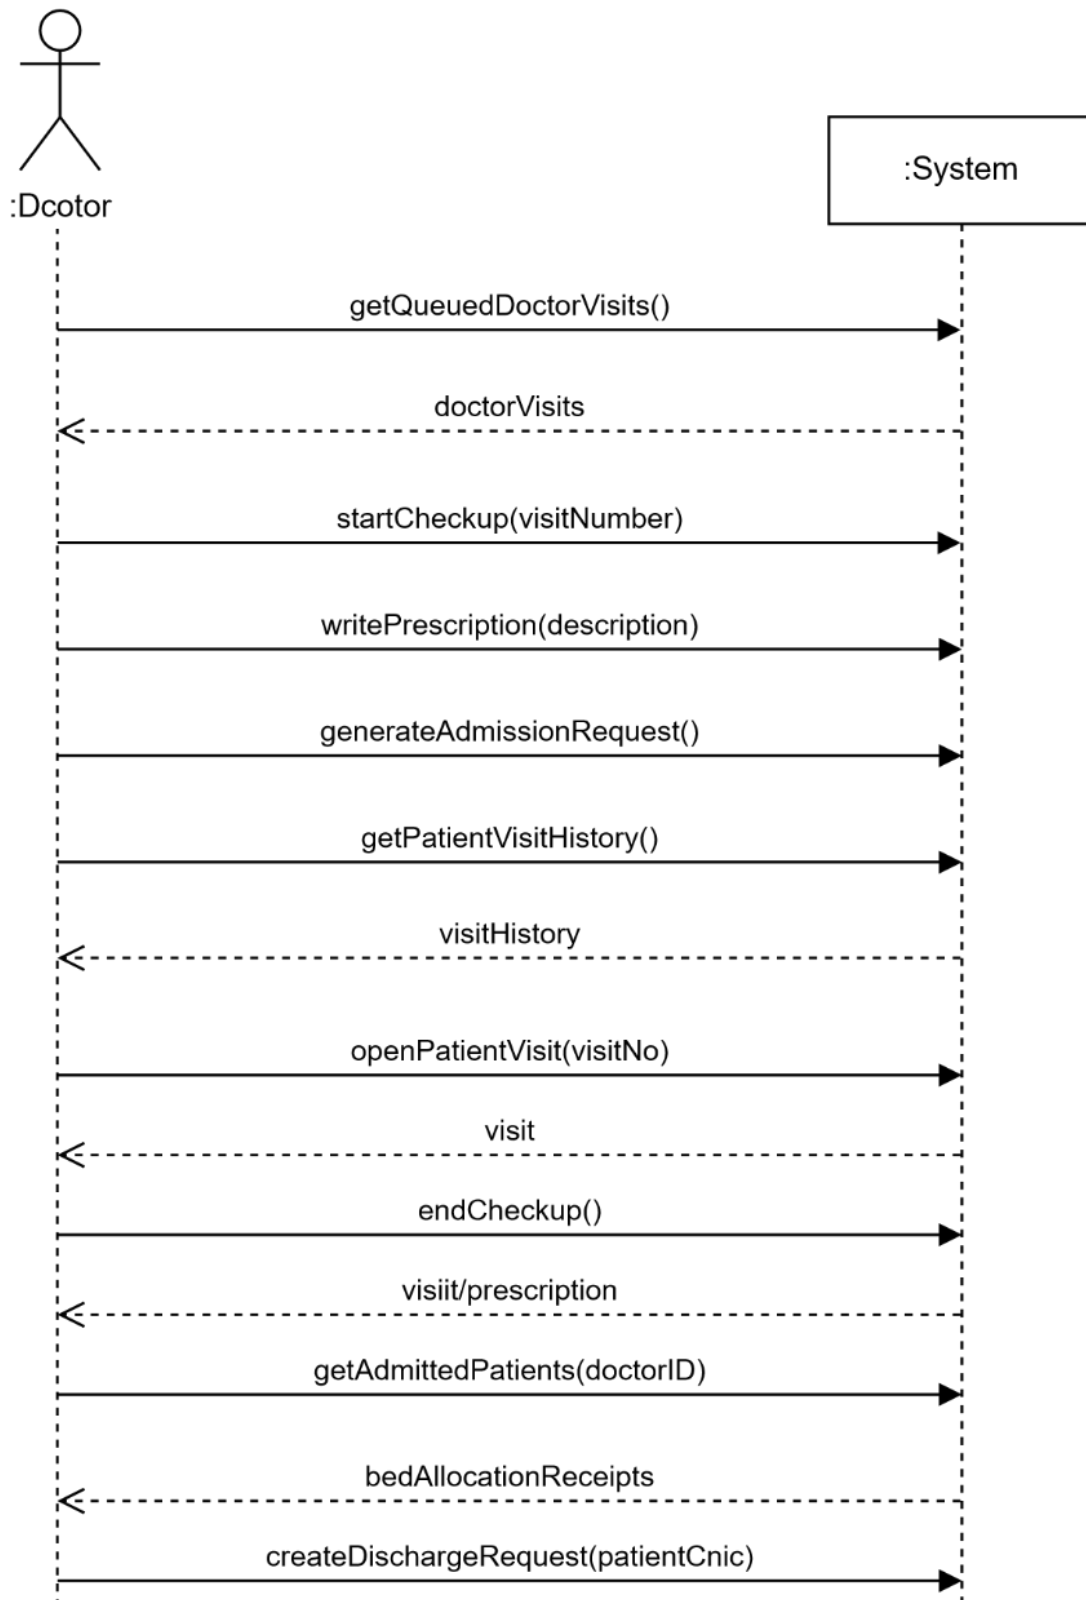 :Dcotor
:System
getQueuedDoctorVisits()
doctorVisits
startCheckup(visitNumber)
writePrescription(description)
generateAdmissionRequest()
getPatientVisitHistory()
visitHistory
openPatientVisit(visitNo)
visit
endCheckup()
visiit/prescription
getAdmittedPatients(doctorID)
bedAllocationReceipts
createDischargeRequest(patientCnic)